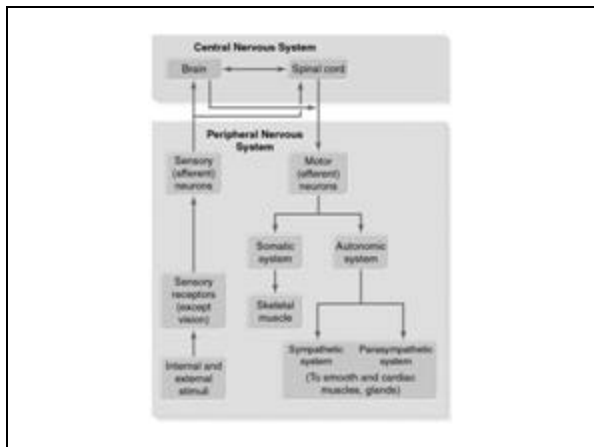 Central Nervous System
Brain
Spinal cord
Peripheral Nervous
System
Sensory
(afferent)
neurons
Motor
(efferent)
neurons
Somatic
system
Autonomic
system
Sensory
receptors
(except
vision)
Skeletal
muscle
Sympathetic
system
Parasympathetic
system
(To smooth and cardiac
muscles, glands)
Internal and
external
stimuli